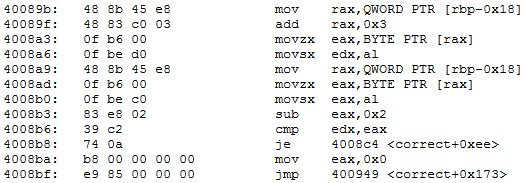 40089b: 48 8b 45 e8 mov rax,QWORD PTR [rbp-0x18]
40089f: 48 83 c0 03 add rax,0x3
4008a3: 0f b6 00 movzx eax,BYTE PTR [rax]
4008a6: 0f be d0 movsx edx,al
4008a9: 48 8b 45 e8 mov rax,QWORD PTR [rbp-0x18]
4008ad: 0f b6 00 movzx eax,BYTE PTR [rax]
4008b0: 0f be c0 movsx eax,al
4008b3: 83 e8 02 sub eax,0x2
4008b6: 39 c2 cmp edx,eax
4008b8: 74 0a je 4008c4 <correct+0xee>
4008ba: b8 00 00 00 00 mov eax,0x0
4008bf: e9 85 00 00 00 jmp 400949 <correct+0x173>